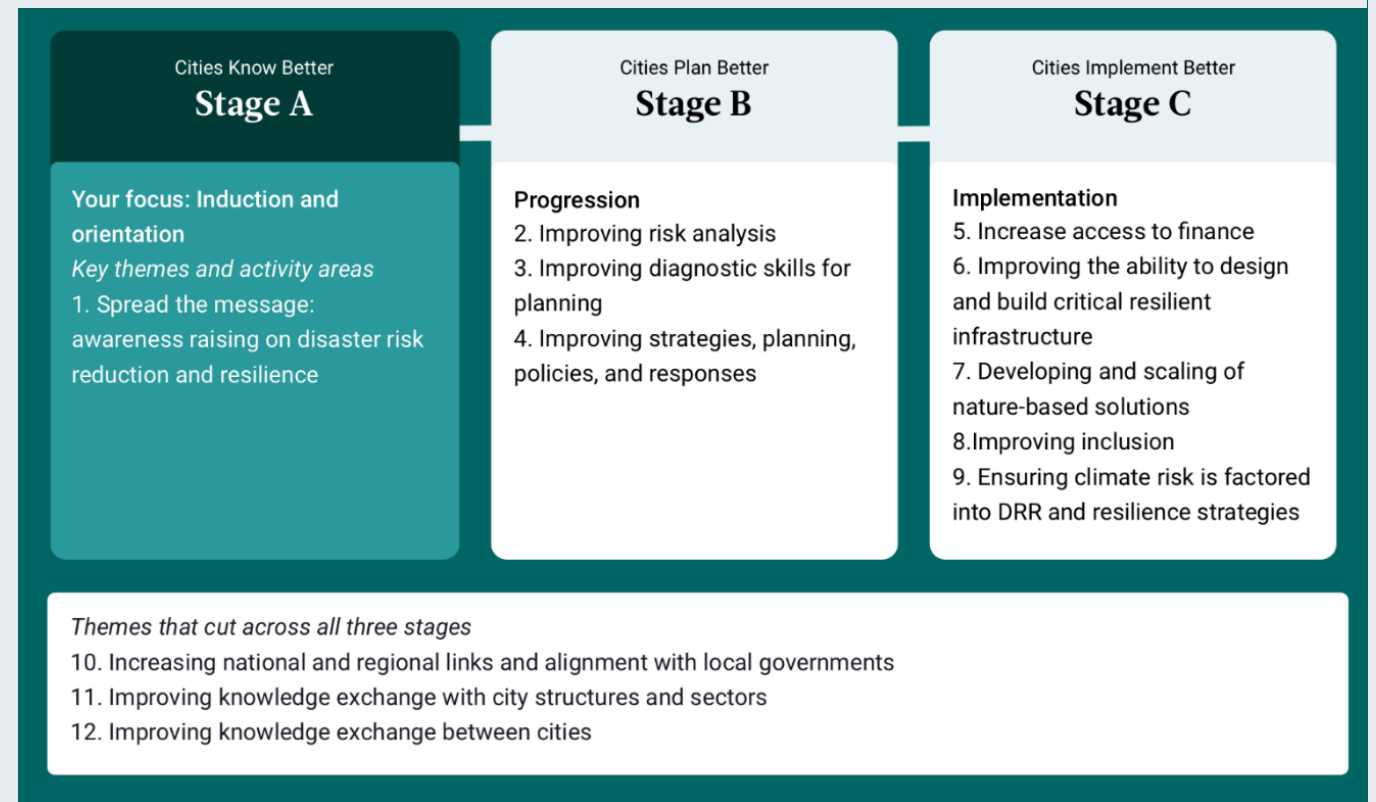 Cities Know Better
Stage A
Your focus: Induction and
orientation
Key themes and activity areas
1. Spread the message:
awareness raising on disaster risk
reduction and resilience
Cities Plan Better
Stage B
Progression
2. Improving risk analysis
3. Improving diagnostic skills for
planning
4. Improving strategies, planning,
policies, and responses
Cities Implement Better
Stage C
Implementation
5. Increase access to finance
6. Improving the ability to design
and build critical resilient
infrastructure
7. Developing and scaling of
nature-based solutions
8.Improving inclusion
9. Ensuring climate risk is factored
into DRR and resilience strategies
Themes that cut across all three stages
10. Increasing national and regional links and alignment with local governments
11. Improving knowledge exchange with city structures and sectors
12. Improving knowledge exchange between cities